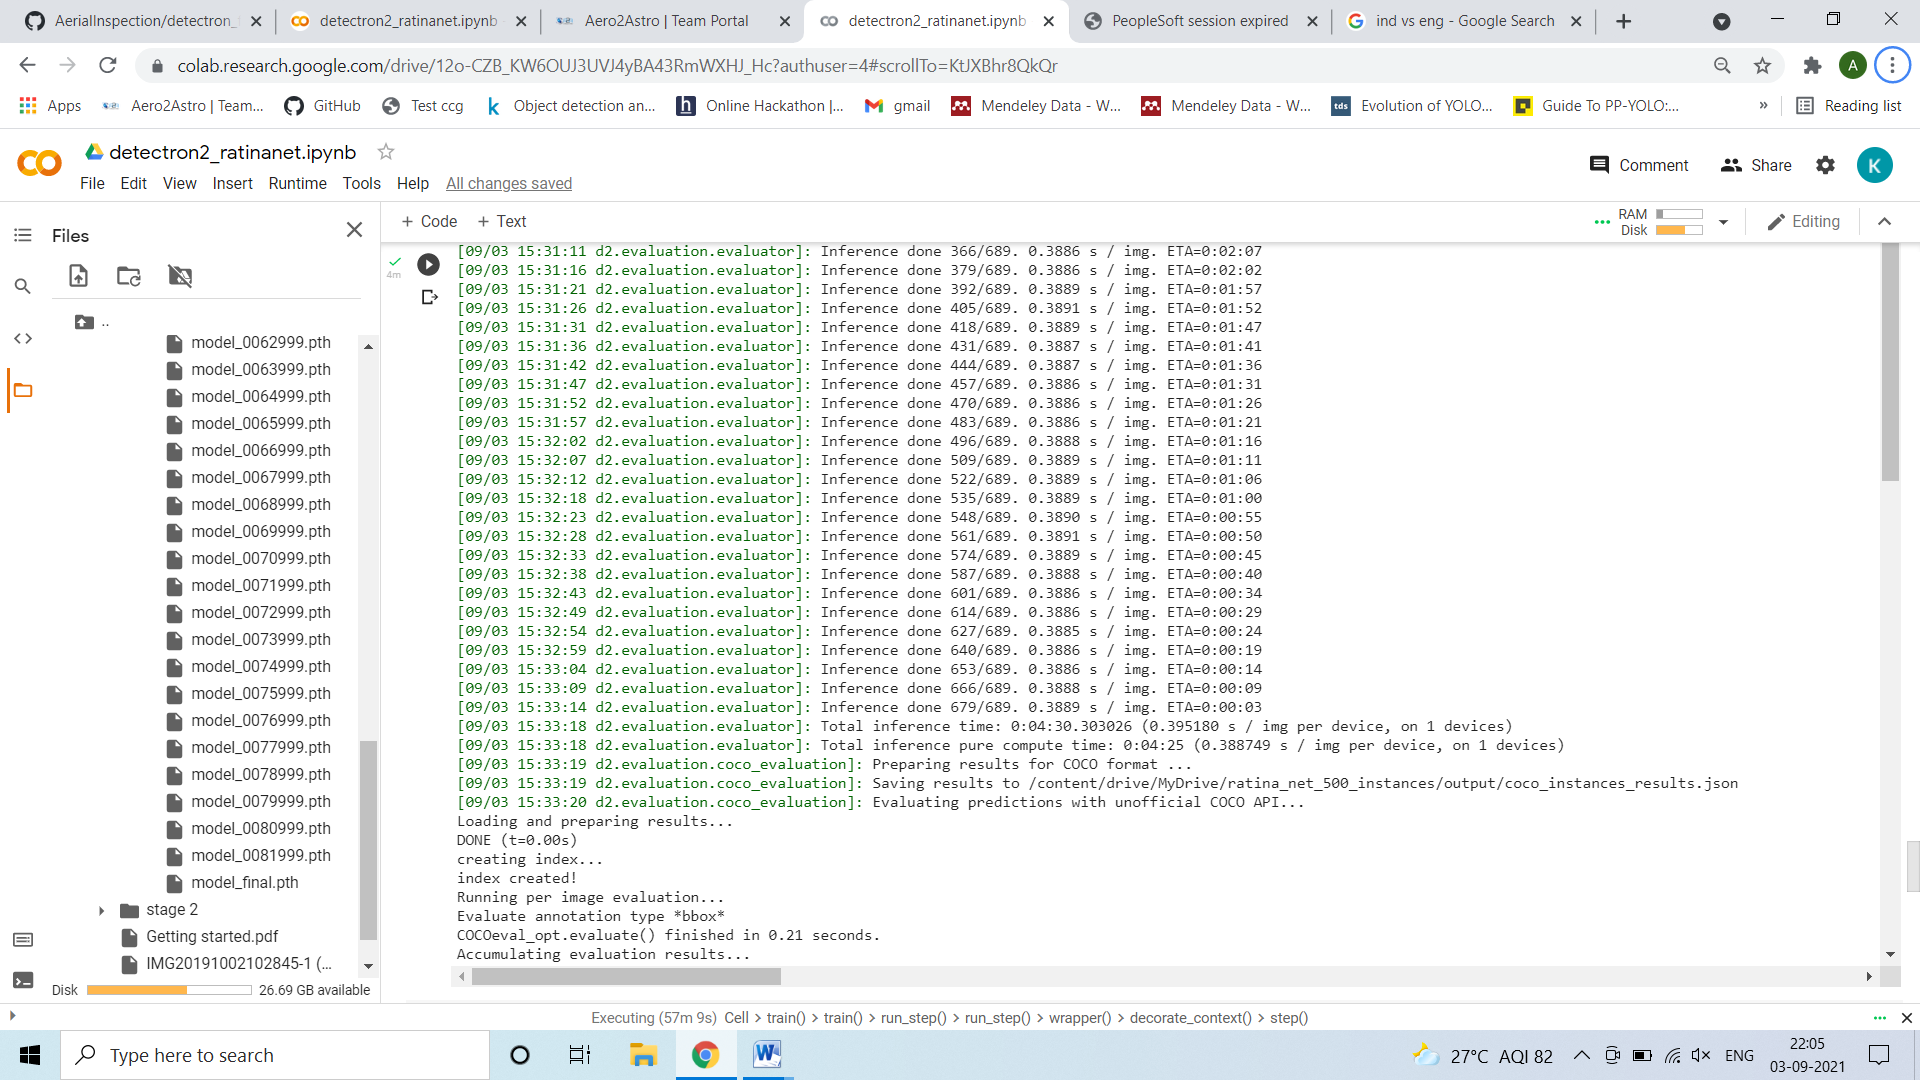 AerialInspection/detectron_
detectron2_ratinanet.ipynb
Aero2Astro | Team Portal
detectron2_ratinanet.ipynb
PeopleSoft session expired
ind vs eng - Google Search
colab.research.google.com/drive/12o-CZB_KW6OUJ3UVJ4yBA43RmWXHJ_Hc?authuser=4#scrollTo=KtJXBhr8QkQr
A
Apps
Aero2Astro | Team...
GitHub
Test ccg
Object detection an...
Online Hackathon |...
gmail
Mendeley Data - W...
Mendeley Data - W...
tds Evolution of YOLO...
Guide To PP-YOLO:...
»
Reading list
detectron2_ratinanet.ipynb
File Edit View Insert Runtime Tools Help All changes saved
Comment
Share
K
Files
+ Code + Text
RAM
Disk
Editing
..
model_0062999.pth
model_0063999.pth
model_0064999.pth
model_0065999.pth
model_0066999.pth
model_0067999.pth
model_0068999.pth
model_0069999.pth
model_0070999.pth
model_0071999.pth
model_0072999.pth
model_0073999.pth
model_0074999.pth
model_0075999.pth
model_0076999.pth
model_0077999.pth
model_0078999.pth
model_0079999.pth
model_0080999.pth
model_0081999.pth
model_final.pth
stage 2
Getting started.pdf
IMG20191002102845-1 (...
Disk 26.69 GB available
4m
[09/03 15:31:11 d2.evaluation.evaluator]: Inference done 366/689. 0.3886 s / img. ETA=0:02:07
[09/03 15:31:16 d2.evaluation.evaluator]: Inference done 379/689. 0.3886 s / img. ETA=0:02:02
[09/03 15:31:21 d2.evaluation.evaluator]: Inference done 392/689. 0.3889 s / img. ETA=0:01:57
[09/03 15:31:26 d2.evaluation.evaluator]: Inference done 405/689. 0.3891 s / img. ETA=0:01:52
[09/03 15:31:31 d2.evaluation.evaluator]: Inference done 418/689. 0.3889 s / img. ETA=0:01:47
[09/03 15:31:36 d2.evaluation.evaluator]: Inference done 431/689. 0.3887 s / img. ETA=0:01:41
[09/03 15:31:42 d2.evaluation.evaluator]: Inference done 444/689. 0.3887 s / img. ETA=0:01:36
[09/03 15:31:47 d2.evaluation.evaluator]: Inference done 457/689. 0.3886 s / img. ETA=0:01:31
[09/03 15:31:52 d2.evaluation.evaluator]: Inference done 470/689. 0.3886 s / img. ETA=0:01:26
[09/03 15:31:57 d2.evaluation.evaluator]: Inference done 483/689. 0.3886 s / img. ETA=0:01:21
[09/03 15:32:02 d2.evaluation.evaluator]: Inference done 496/689. 0.3888 s / img. ETA=0:01:16
[09/03 15:32:07 d2.evaluation.evaluator]: Inference done 509/689. 0.3889 s / img. ETA=0:01:11
[09/03 15:32:12 d2.evaluation.evaluator]: Inference done 522/689. 0.3889 s / img. ETA=0:01:06
[09/03 15:32:18 d2.evaluation.evaluator]: Inference done 535/689. 0.3889 s / img. ETA=0:01:00
[09/03 15:32:23 d2.evaluation.evaluator]: Inference done 548/689. 0.3890 s / img. ETA=0:00:55
[09/03 15:32:28 d2.evaluation.evaluator]: Inference done 561/689. 0.3891 s / img. ETA=0:00:50
[09/03 15:32:33 d2.evaluation.evaluator]: Inference done 574/689. 0.3889 s / img. ETA=0:00:45
[09/03 15:32:38 d2.evaluation.evaluator]: Inference done 587/689. 0.3888 s / img. ETA=0:00:40
[09/03 15:32:43 d2.evaluation.evaluator]: Inference done 601/689. 0.3886 s / img. ETA=0:00:34
[09/03 15:32:49 d2.evaluation.evaluator]: Inference done 614/689. 0.3886 s / img. ETA=0:00:29
[09/03 15:32:54 d2.evaluation.evaluator]: Inference done 627/689. 0.3885 s / img. ETA=0:00:24
[09/03 15:32:59 d2.evaluation.evaluator]: Inference done 640/689. 0.3886 s / img. ETA=0:00:19
[09/03 15:33:04 d2.evaluation.evaluator]: Inference done 653/689. 0.3886 s / img. ETA=0:00:14
[09/03 15:33:09 d2.evaluation.evaluator]: Inference done 666/689. 0.3888 s / img. ETA=0:00:09
[09/03 15:33:14 d2.evaluation.evaluator]: Inference done 679/689. 0.3889 s / img. ETA=0:00:03
[09/03 15:33:18 d2.evaluation.evaluator]: Total inference time: 0:04:30.303026 (0.395180 s / img per device, on 1 devices)
[09/03 15:33:18 d2.evaluation.evaluator]: Total inference pure compute time: 0:04:25 (0.388749 s / img per device, on 1 devices)
[09/03 15:33:19 d2.evaluation.coco_evaluation]: Preparing results for COCO format ...
[09/03 15:33:19 d2.evaluation.coco_evaluation]: Saving results to /content/drive/MyDrive/ratina_net_500_instances/output/coco_instances_results.json
[09/03 15:33:20 d2.evaluation.coco_evaluation]: Evaluating predictions with unofficial COCO API...
Loading and preparing results...
DONE (t=0.00s)
creating index...
index created!
Running per image evaluation...
Evaluate annotation type *bbox*
COCOeval_opt.evaluate() finished in 0.21 seconds.
Accumulating evaluation results...
Executing (57m 9s) Cell > train() > train() > run_step() > run_step() > wrapper() > decorate_context() > step()
Type here to search
27°C AQI 82
ENG
22:05
03-09-2021